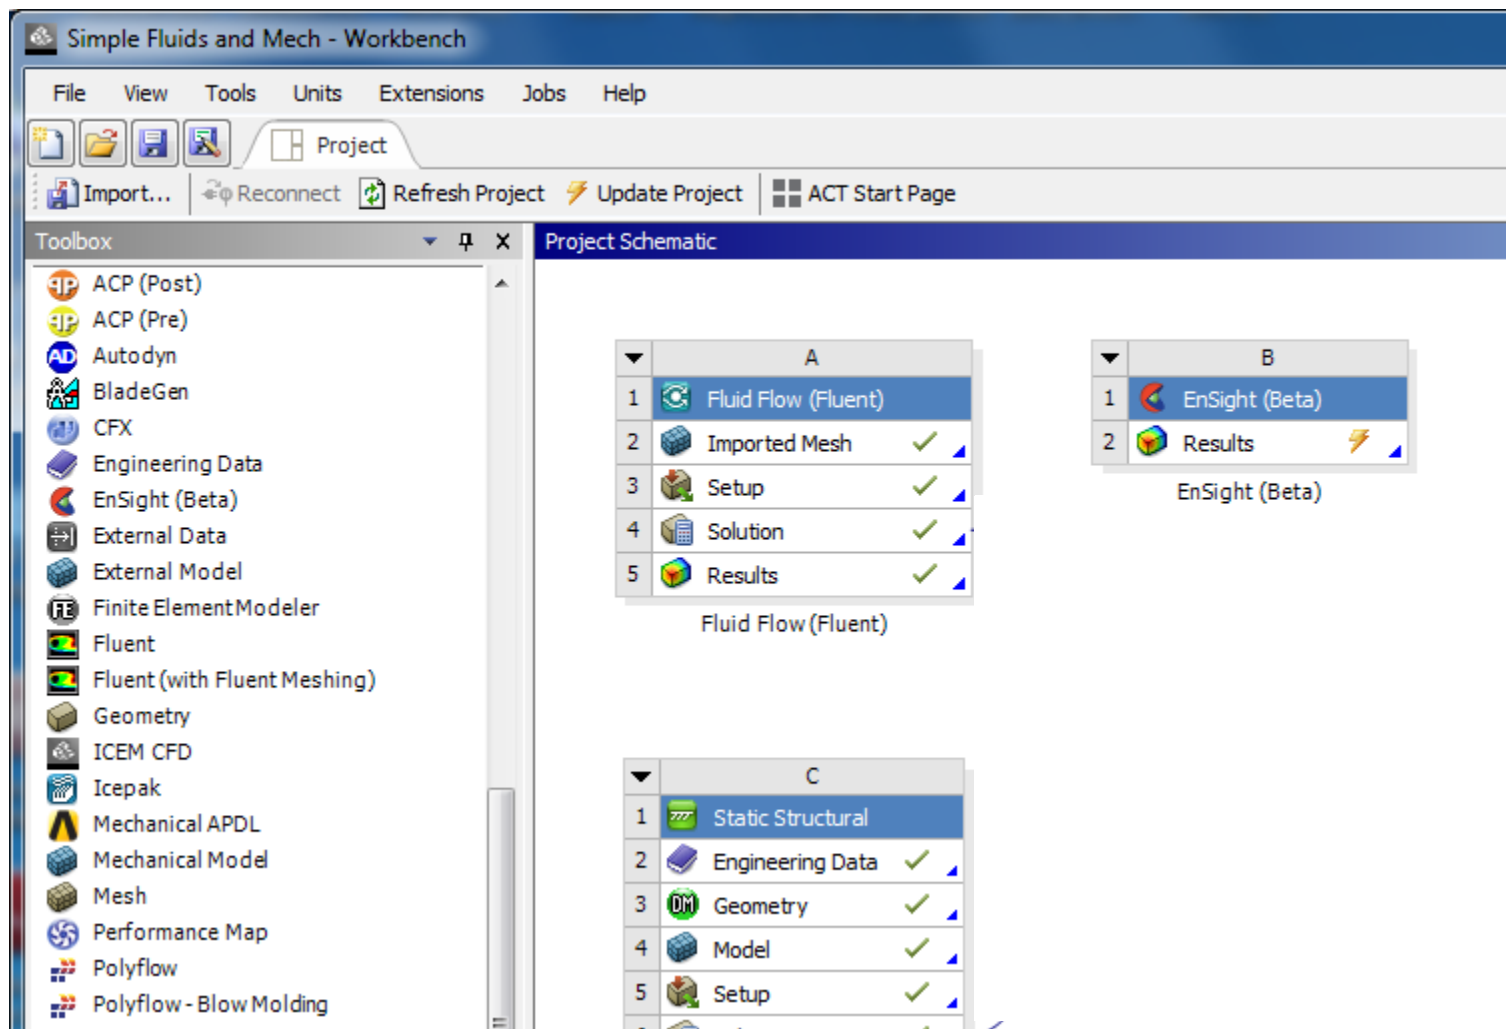 Simple Fluids and Mech - Workbench
File View Tools Units Extensions Jobs Help
Project
Import... Reconnect Refresh Project Update Project ACT Start Page
Toolbox
ACP (Post)
ACP (Pre)
Autodyn
BladeGen
CFX
Engineering Data
EnSight (Beta)
External Data
External Model
Finite Element Modeler
Fluent
Fluent (with Fluent Meshing)
Geometry
ICEM CFD
Icepak
Mechanical APDL
Mechanical Model
Mesh
Performance Map
Polyflow
Polyflow - Blow Molding
Project Schematic
A
1 Fluid Flow (Fluent)
2 Imported Mesh
3 Setup
4 Solution
5 Results
Fluid Flow (Fluent)
B
1 EnSight (Beta)
2 Results
EnSight (Beta)
C
1 Static Structural
2 Engineering Data
3 DM Geometry
4 Model
5 Setup